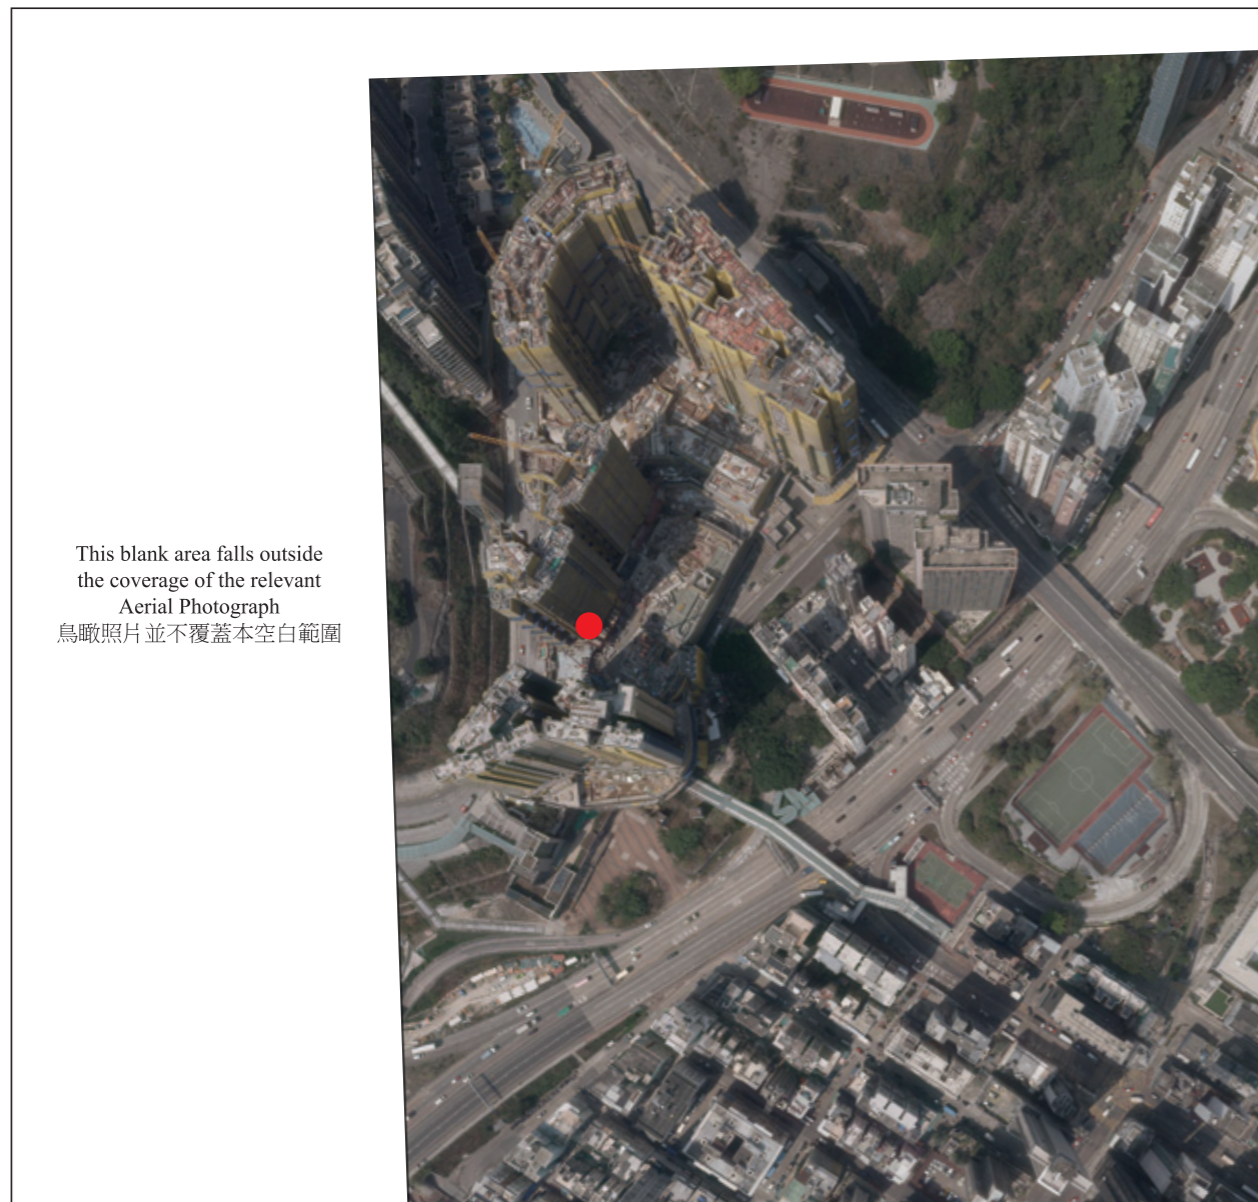 This blank area falls outside
the coverage of the relevant
Aerial Photograph
鳥瞰照片並不覆蓋本空白範圍